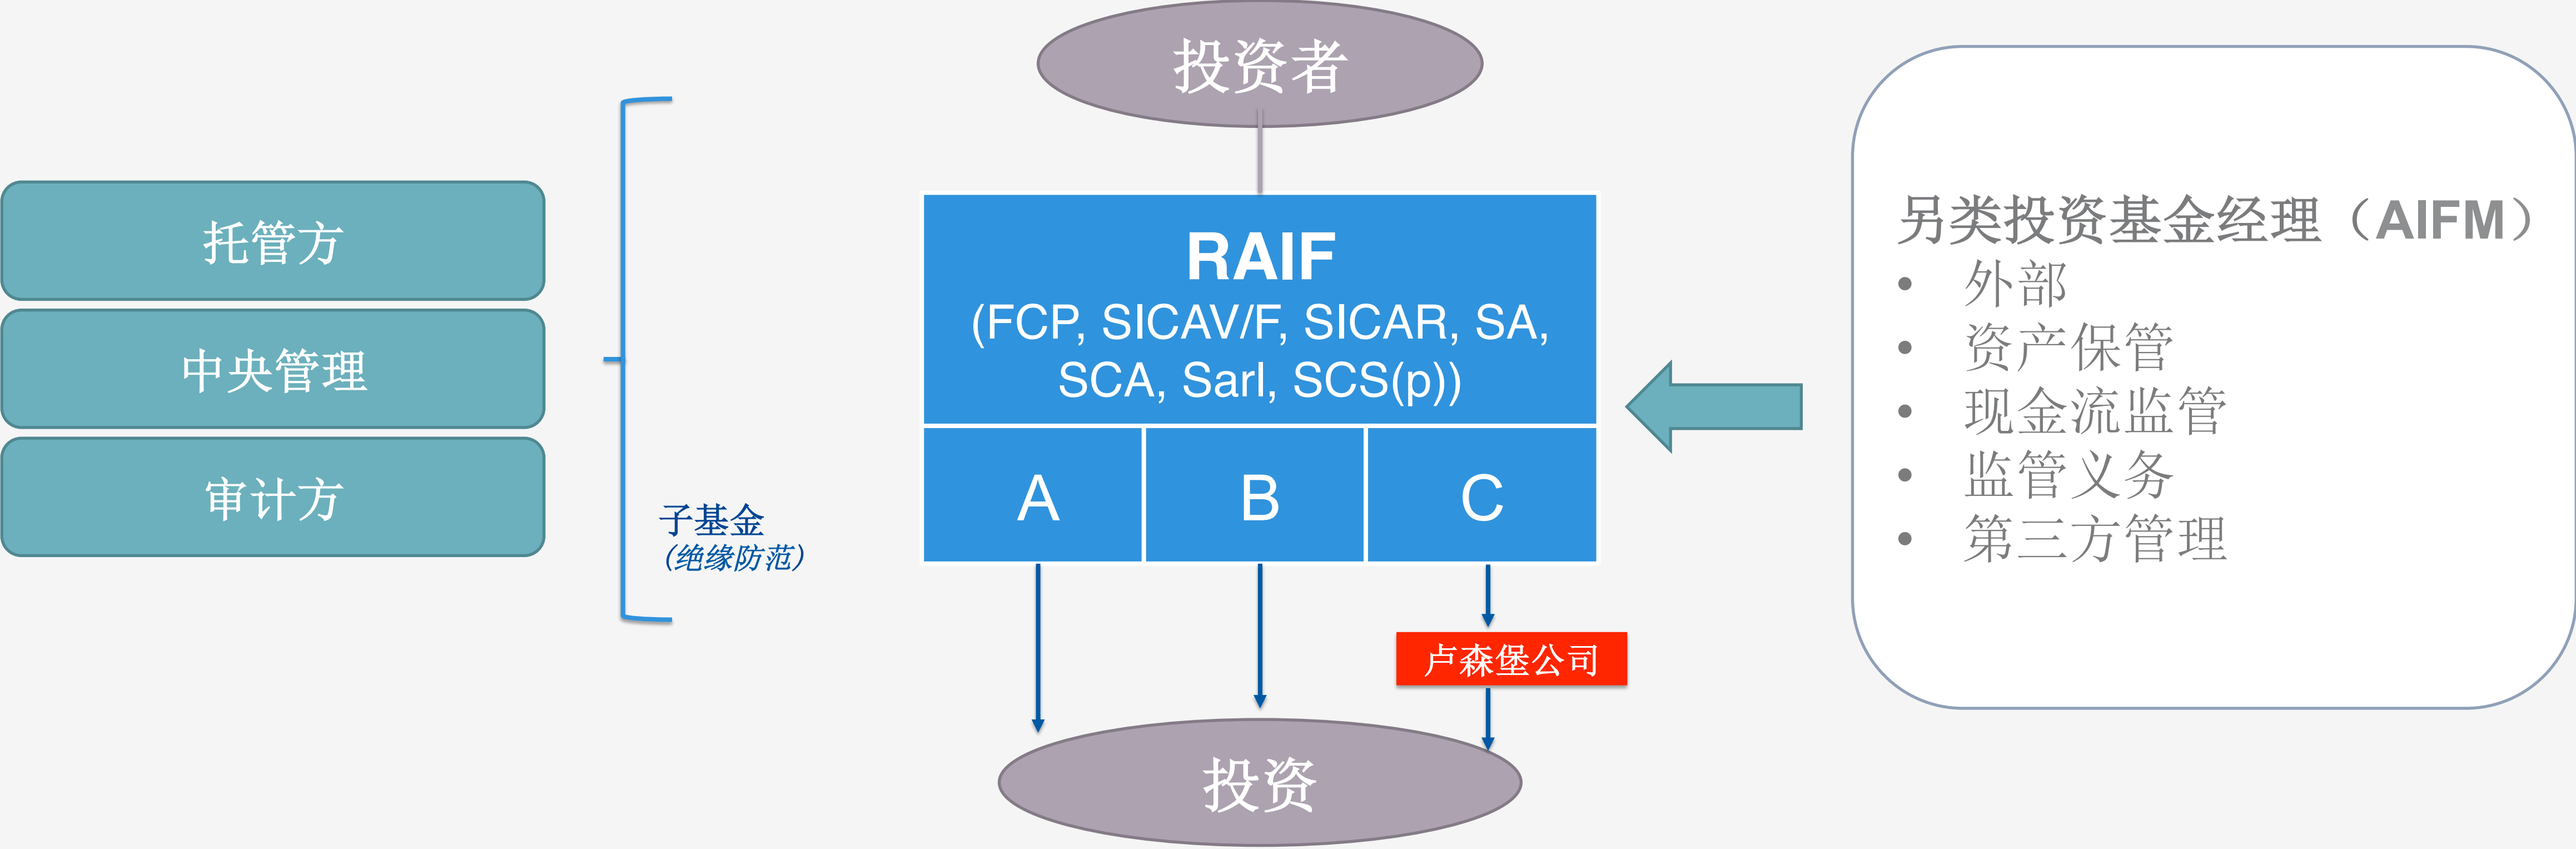 投资者
托管方
中央管理
审计方
子基金
（绝缘防范）
RAIF
(FCP, SICAV/F, SICAR, SA,
SCA, Sarl, SCS(p))
A
B
C
卢森堡公司
投资
另类投资基金经理（AIFM）
• 外部
• 资产保管
• 现金流监管
• 监管义务
• 第三方管理